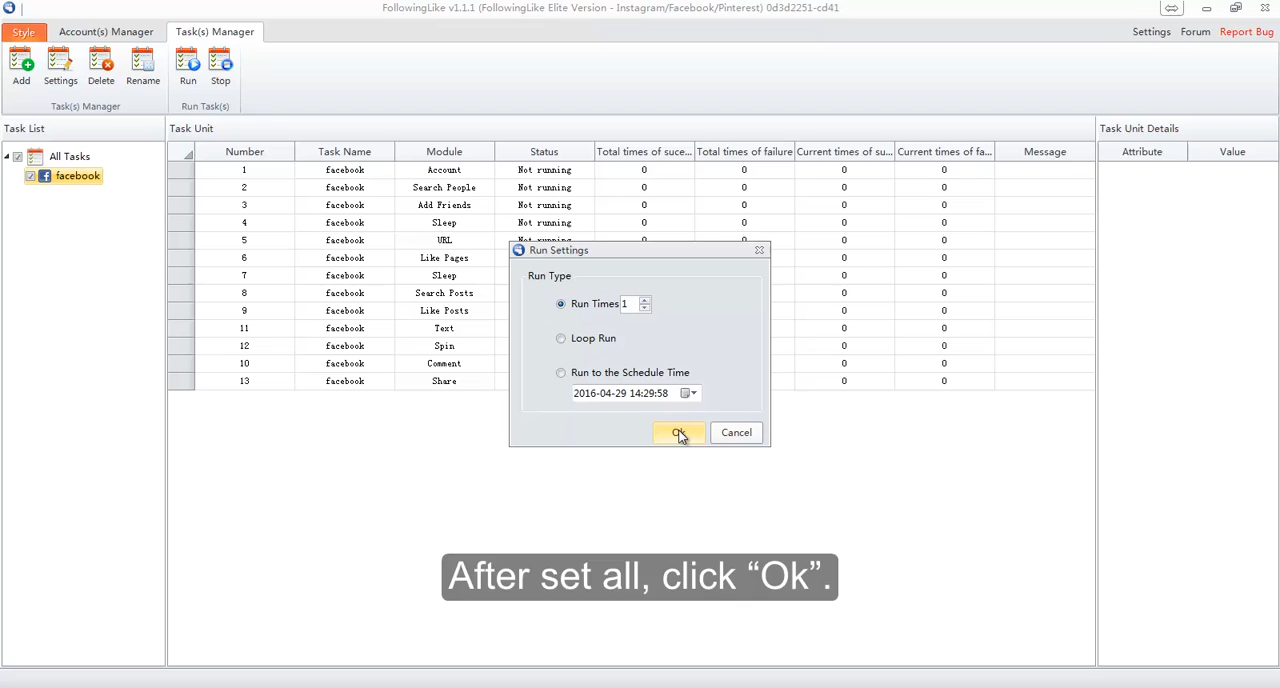 FollowingLike v1.1.1 (FollowingLike Elite Version - Instagram/Facebook/Pinterest) 0d3d2251-cd41
Style Account(s) Manager Task(s) Manager Settings Forum Report Bug
Add Settings Delete Rename Run Stop
Task(s) Manager Run Task(s)
Task List Task Unit Task Unit Details
Number Task Name Module Status Total times of suce... Total times of failure Current times of su... Current times of fa... Message Attribute Value
All Tasks
facebook
1 facebook Account Not running 0 0 0 0
2 facebook Search People Not running 0 0 0 0
3 facebook Add Friends Not running 0 0 0 0
4 facebook Sleep Not running 0 0 0 0
5 facebook URL Not running 0 0 0 0
6 facebook Like Pages 0 0
7 facebook Sleep 0 0
8 facebook Search Posts 0 0
9 facebook Like Posts 0 0
11 facebook Text 0 0
12 facebook Spin 0 0
10 facebook Comment 0 0
13 facebook Share 0 0
Run Settings
Run Type
Run Times 1
Loop Run
Run to the Schedule Time
2016-04-29 14:29:58
Ok Cancel
After set all, click “Ok”.